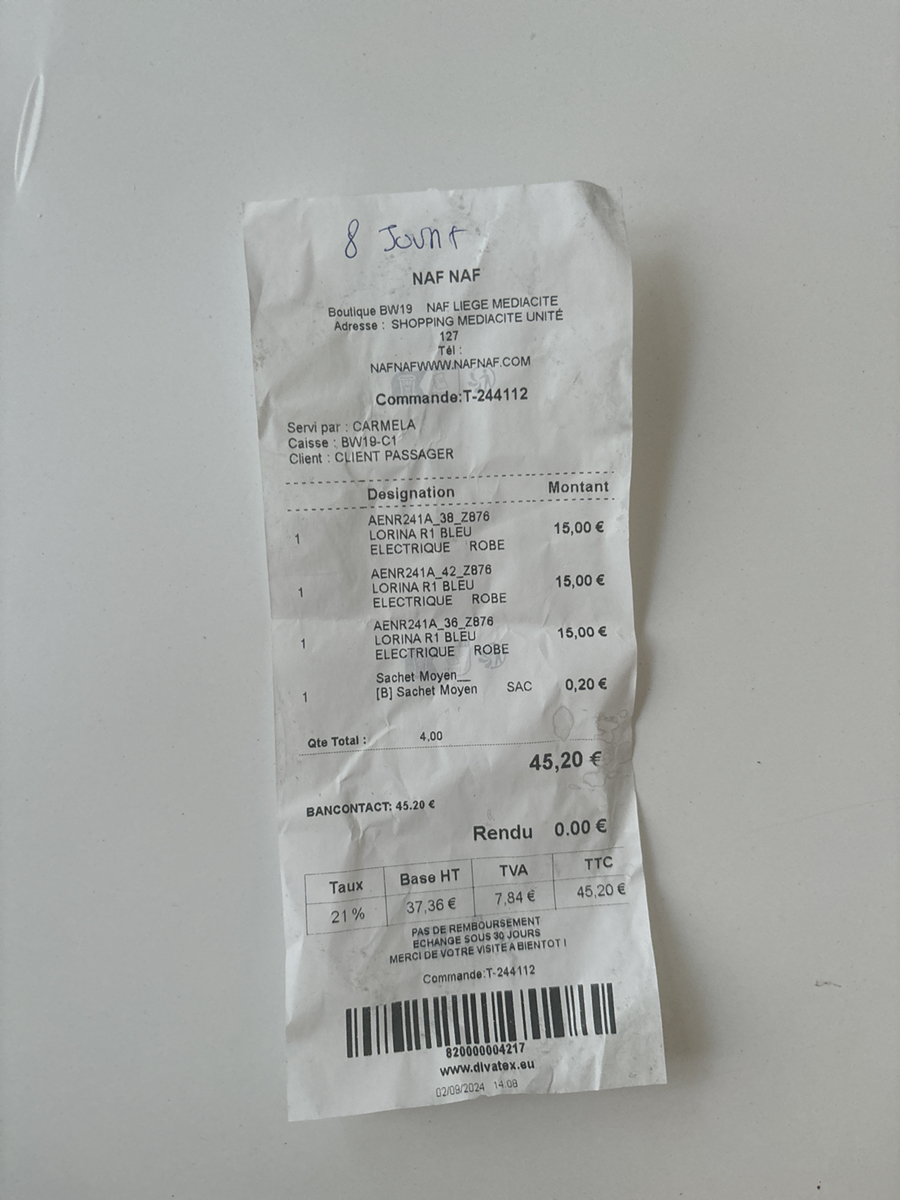 8 Jours
NAF NAF
Boutique BW19 NAF LIEGE MEDIACITE
Adresse : SHOPPING MEDIACITE UNITÉ
127
Tél :
NAFNAFWWW.NAFNAF.COM
Commande:T-244112
Servi par : CARMELA
Caisse : BW19-C1
Client : CLIENT PASSAGER
Designation Montant
AENR241A_38_Z876
1 LORINA R1 BLEU 15,00 €
ELECTRIQUE ROBE
AENR241A_42_Z876
1 LORINA R1 BLEU 15,00 €
ELECTRIQUE ROBE
AENR241A_36_Z876
1 LORINA R1 BLEU 15,00 €
ELECTRIQUE ROBE
Sachet Moyen__
1 [B] Sachet Moyen SAC 0,20 €
Qte Total : 4,00
45,20 €
BANCONTACT: 45.20 €
Rendu 0.00 €
Taux Base HT TVA TTC
21 % 37,36 € 7,84 € 45,20 €
PAS DE REMBOURSEMENT
ECHANGE SOUS 30 JOURS
MERCI DE VOTRE VISITE A BIENTOT !
Commande:T-244112
820000004217
www.divatex.eu
02/09/2024 14:08